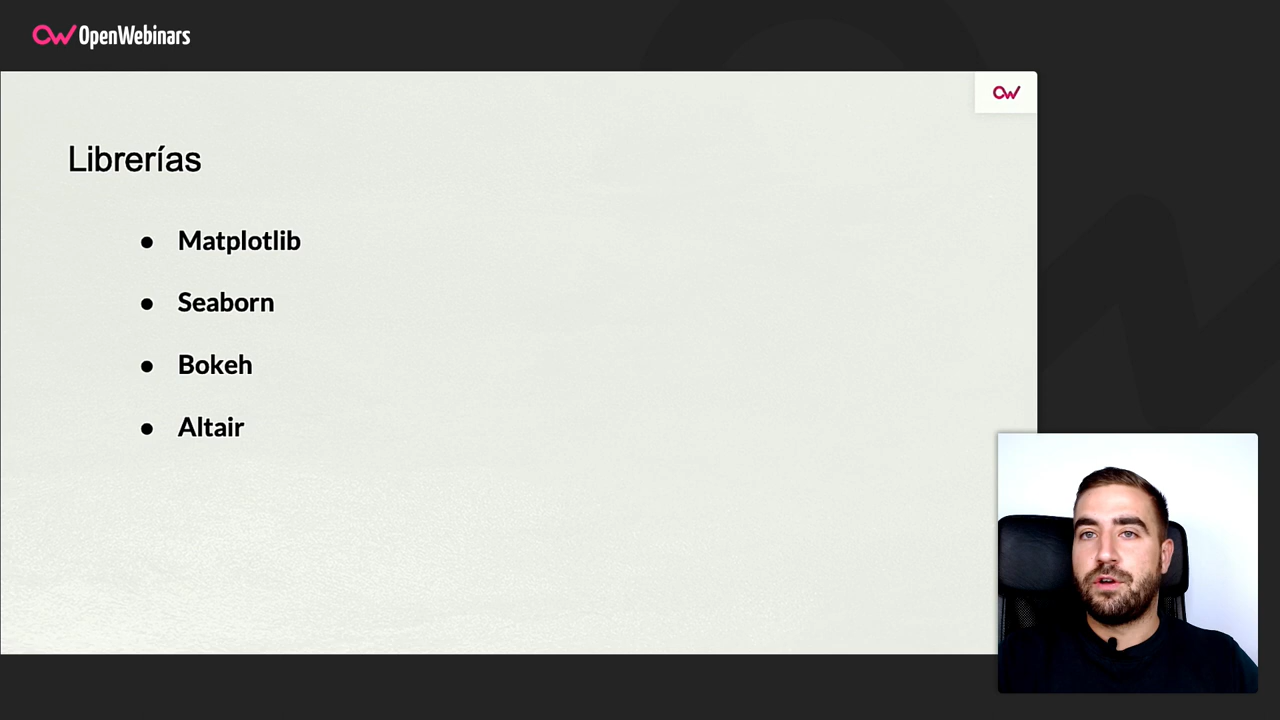 OpenWebinars
Librerías
● Matplotlib
● Seaborn
● Bokeh
● Altair